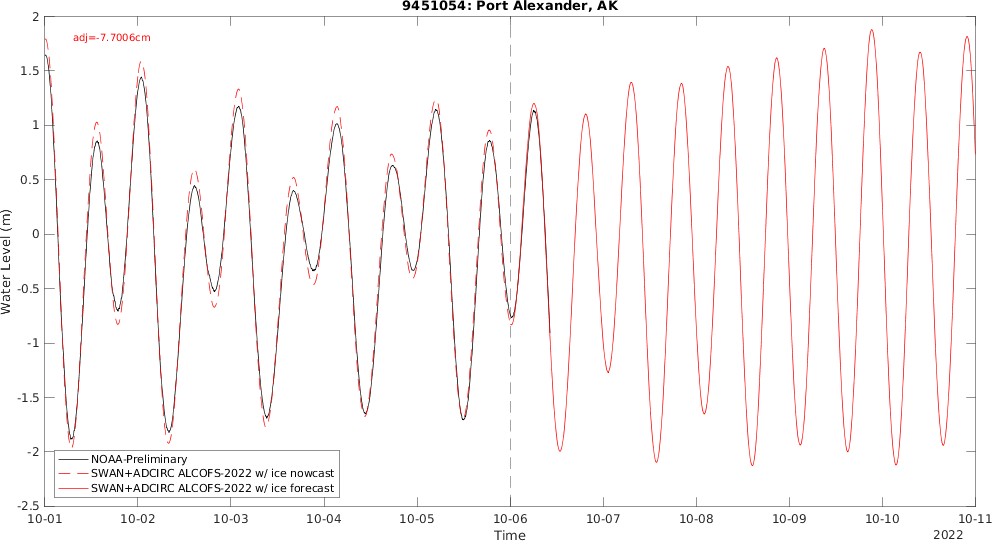 9451054: Port Alexander, AK
adj=-7.7006cm
2
1.5
1
0.5
0
-0.5
-1
-1.5
-2
-2.5
Water Level (m)
NOAA-Preliminary
SWAN+ADCIRC ALCOFS-2022 w/ ice nowcast
SWAN+ADCIRC ALCOFS-2022 w/ ice forecast
10-01 10-02 10-03 10-04 10-05 10-06 10-07 10-08 10-09 10-10 10-11
Time
2022